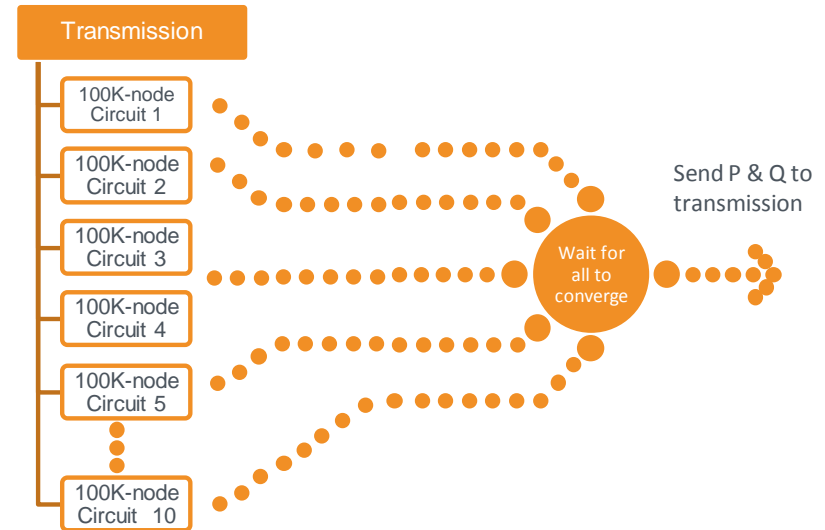 Transmission
100K-node
Circuit 1
100K-node
Circuit 2
100K-node
Circuit 3
100K-node
Circuit 4
100K-node
Circuit 5
100K-node
Circuit 10
Wait for
all to
converge
Send P & Q to
transmission